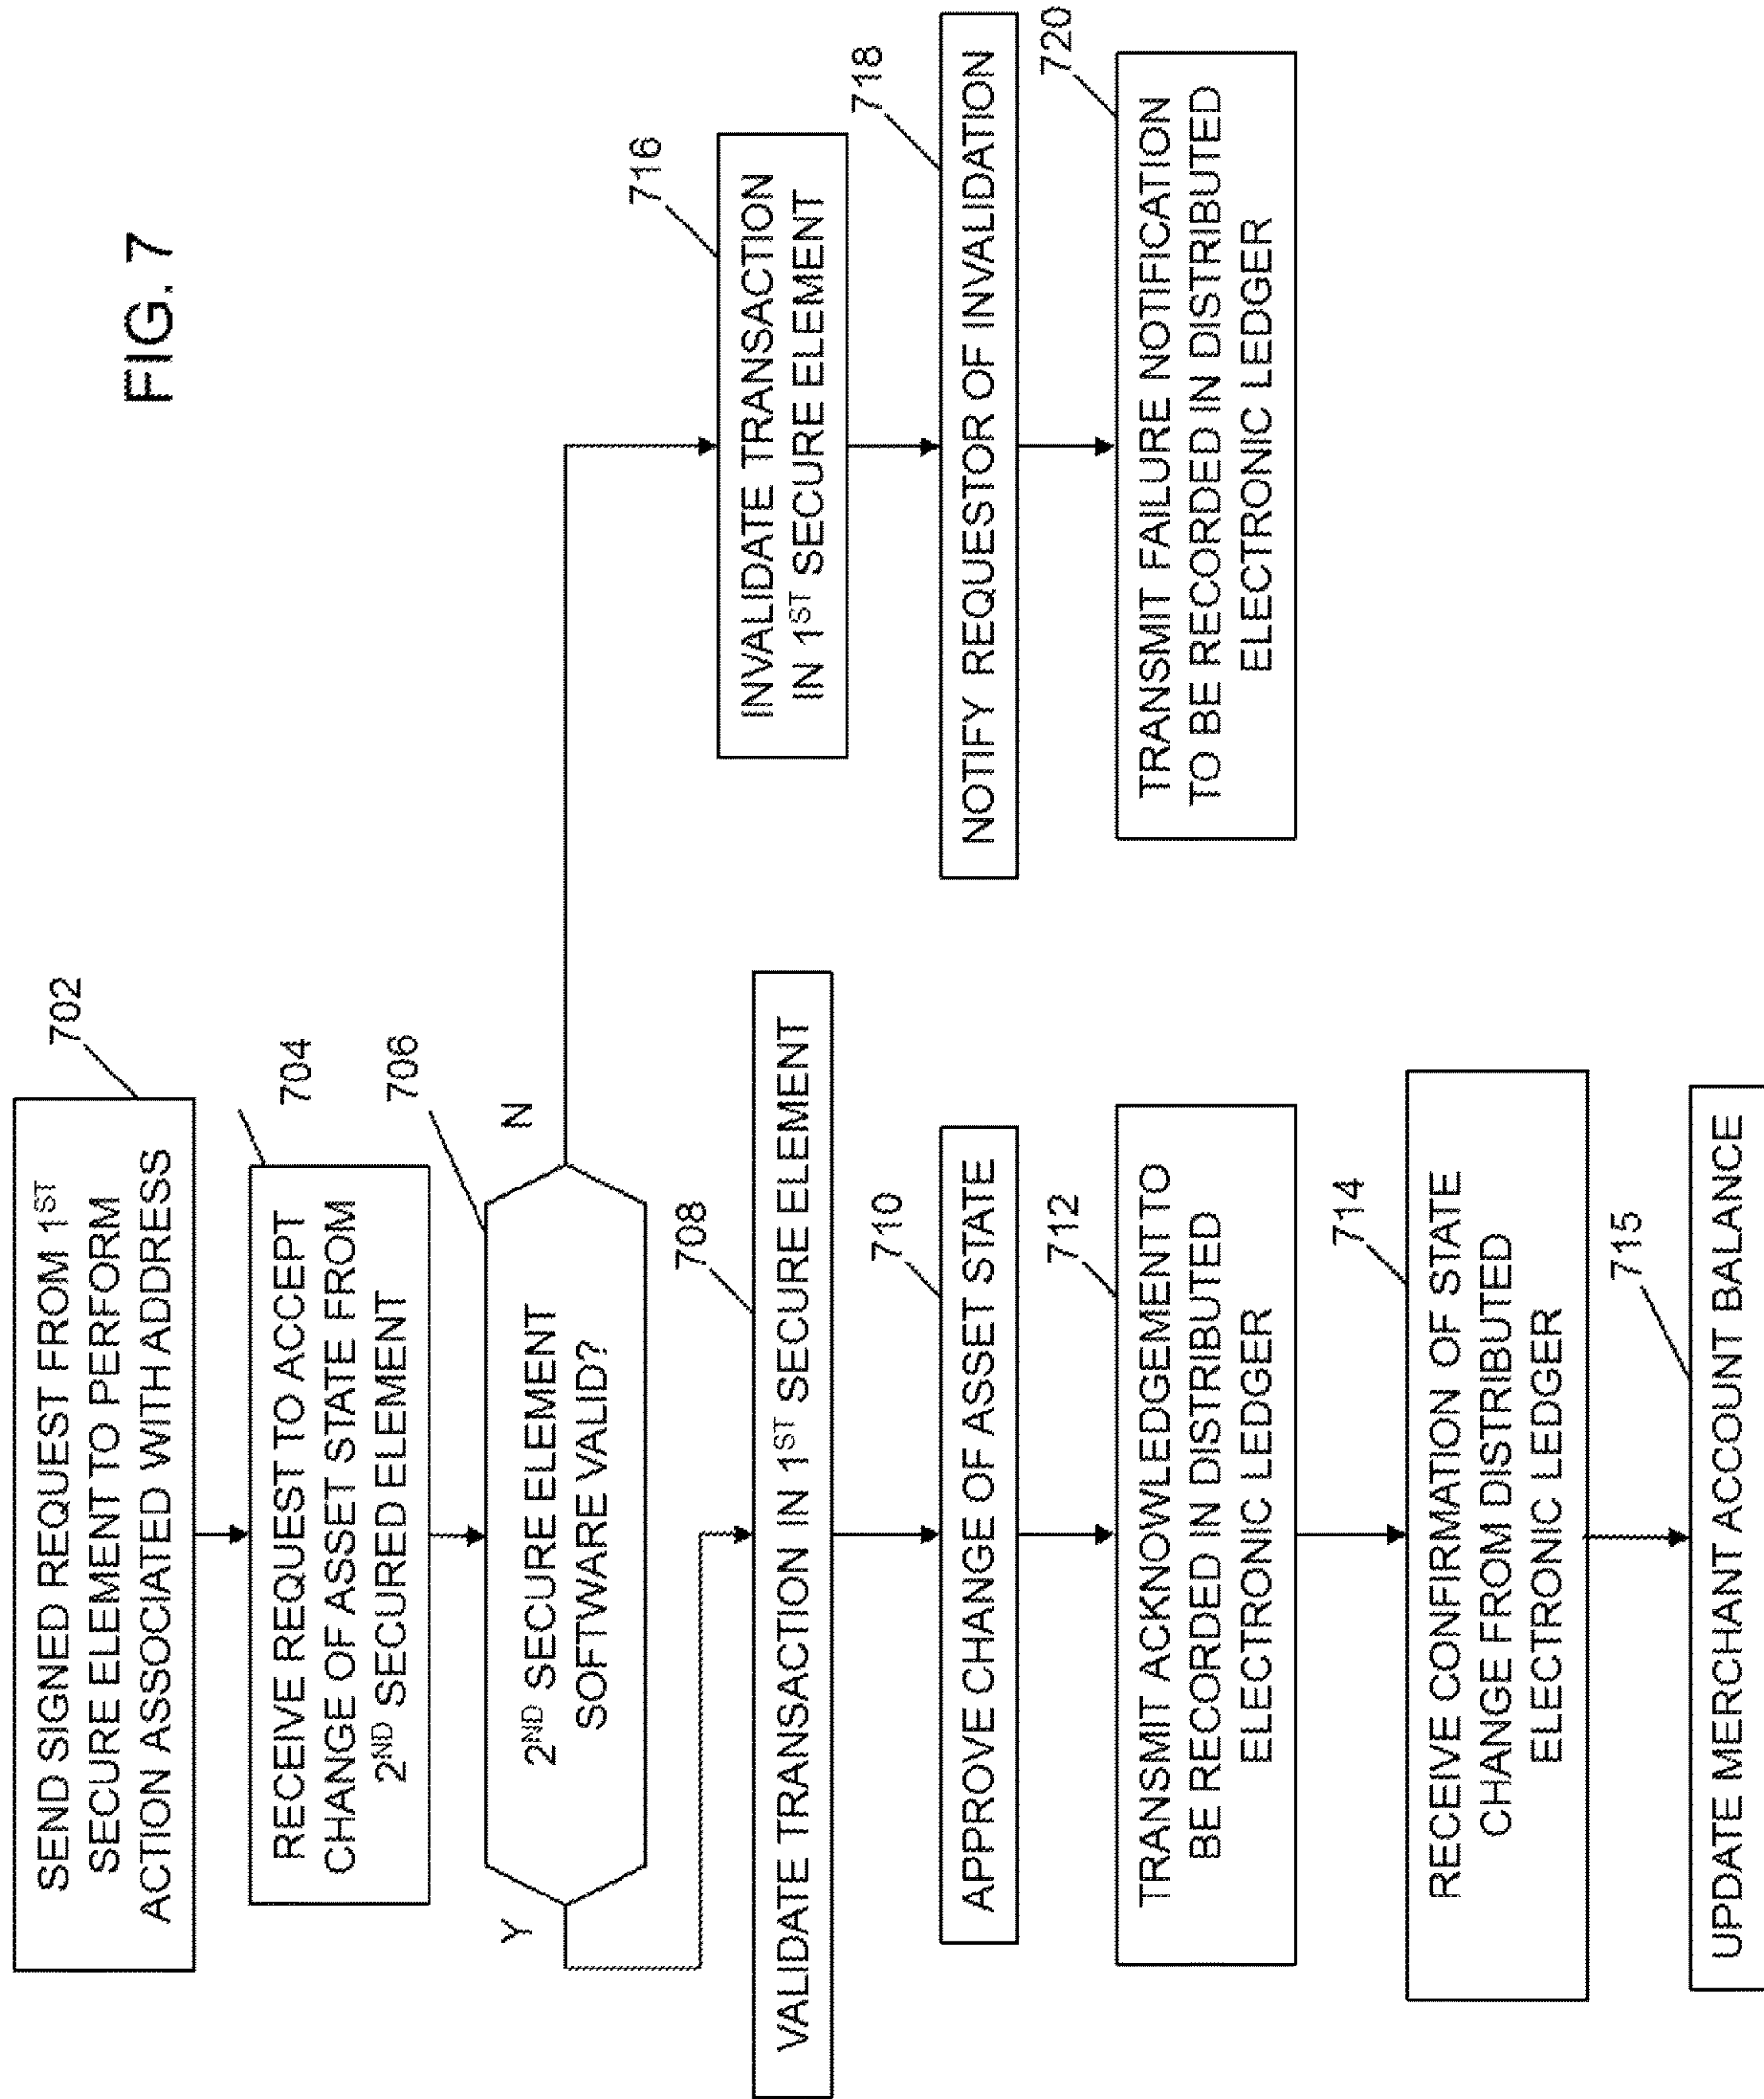 FIG. 7
702
SEND SIGNED REQUEST FROM 1ST
SECURE ELEMENT TO PERFORM
ACTION ASSOCIATED WITH ADDRESS
704
RECEIVE REQUEST TO ACCEPT
CHANGE OF ASSET STATE FROM
2ND SECURED ELEMENT
706
2ND SECURE ELEMENT
SOFTWARE VALID?
Y
N
708
VALIDATE TRANSACTION IN 1ST SECURE ELEMENT
710
APPROVE CHANGE OF ASSET STATE
712
TRANSMIT ACKNOWLEDGEMENT TO
BE RECORDED IN DISTRIBUTED
ELECTRONIC LEDGER
714
RECEIVE CONFIRMATION OF STATE
CHANGE FROM DISTRIBUTED
ELECTRONIC LEDGER
715
UPDATE MERCHANT ACCOUNT BALANCE
716
INVALIDATE TRANSACTION
IN 1ST SECURE ELEMENT
718
NOTIFY REQUESTOR OF INVALIDATION
720
TRANSMIT FAILURE NOTIFICATION
TO BE RECORDED IN DISTRIBUTED
ELECTRONIC LEDGER